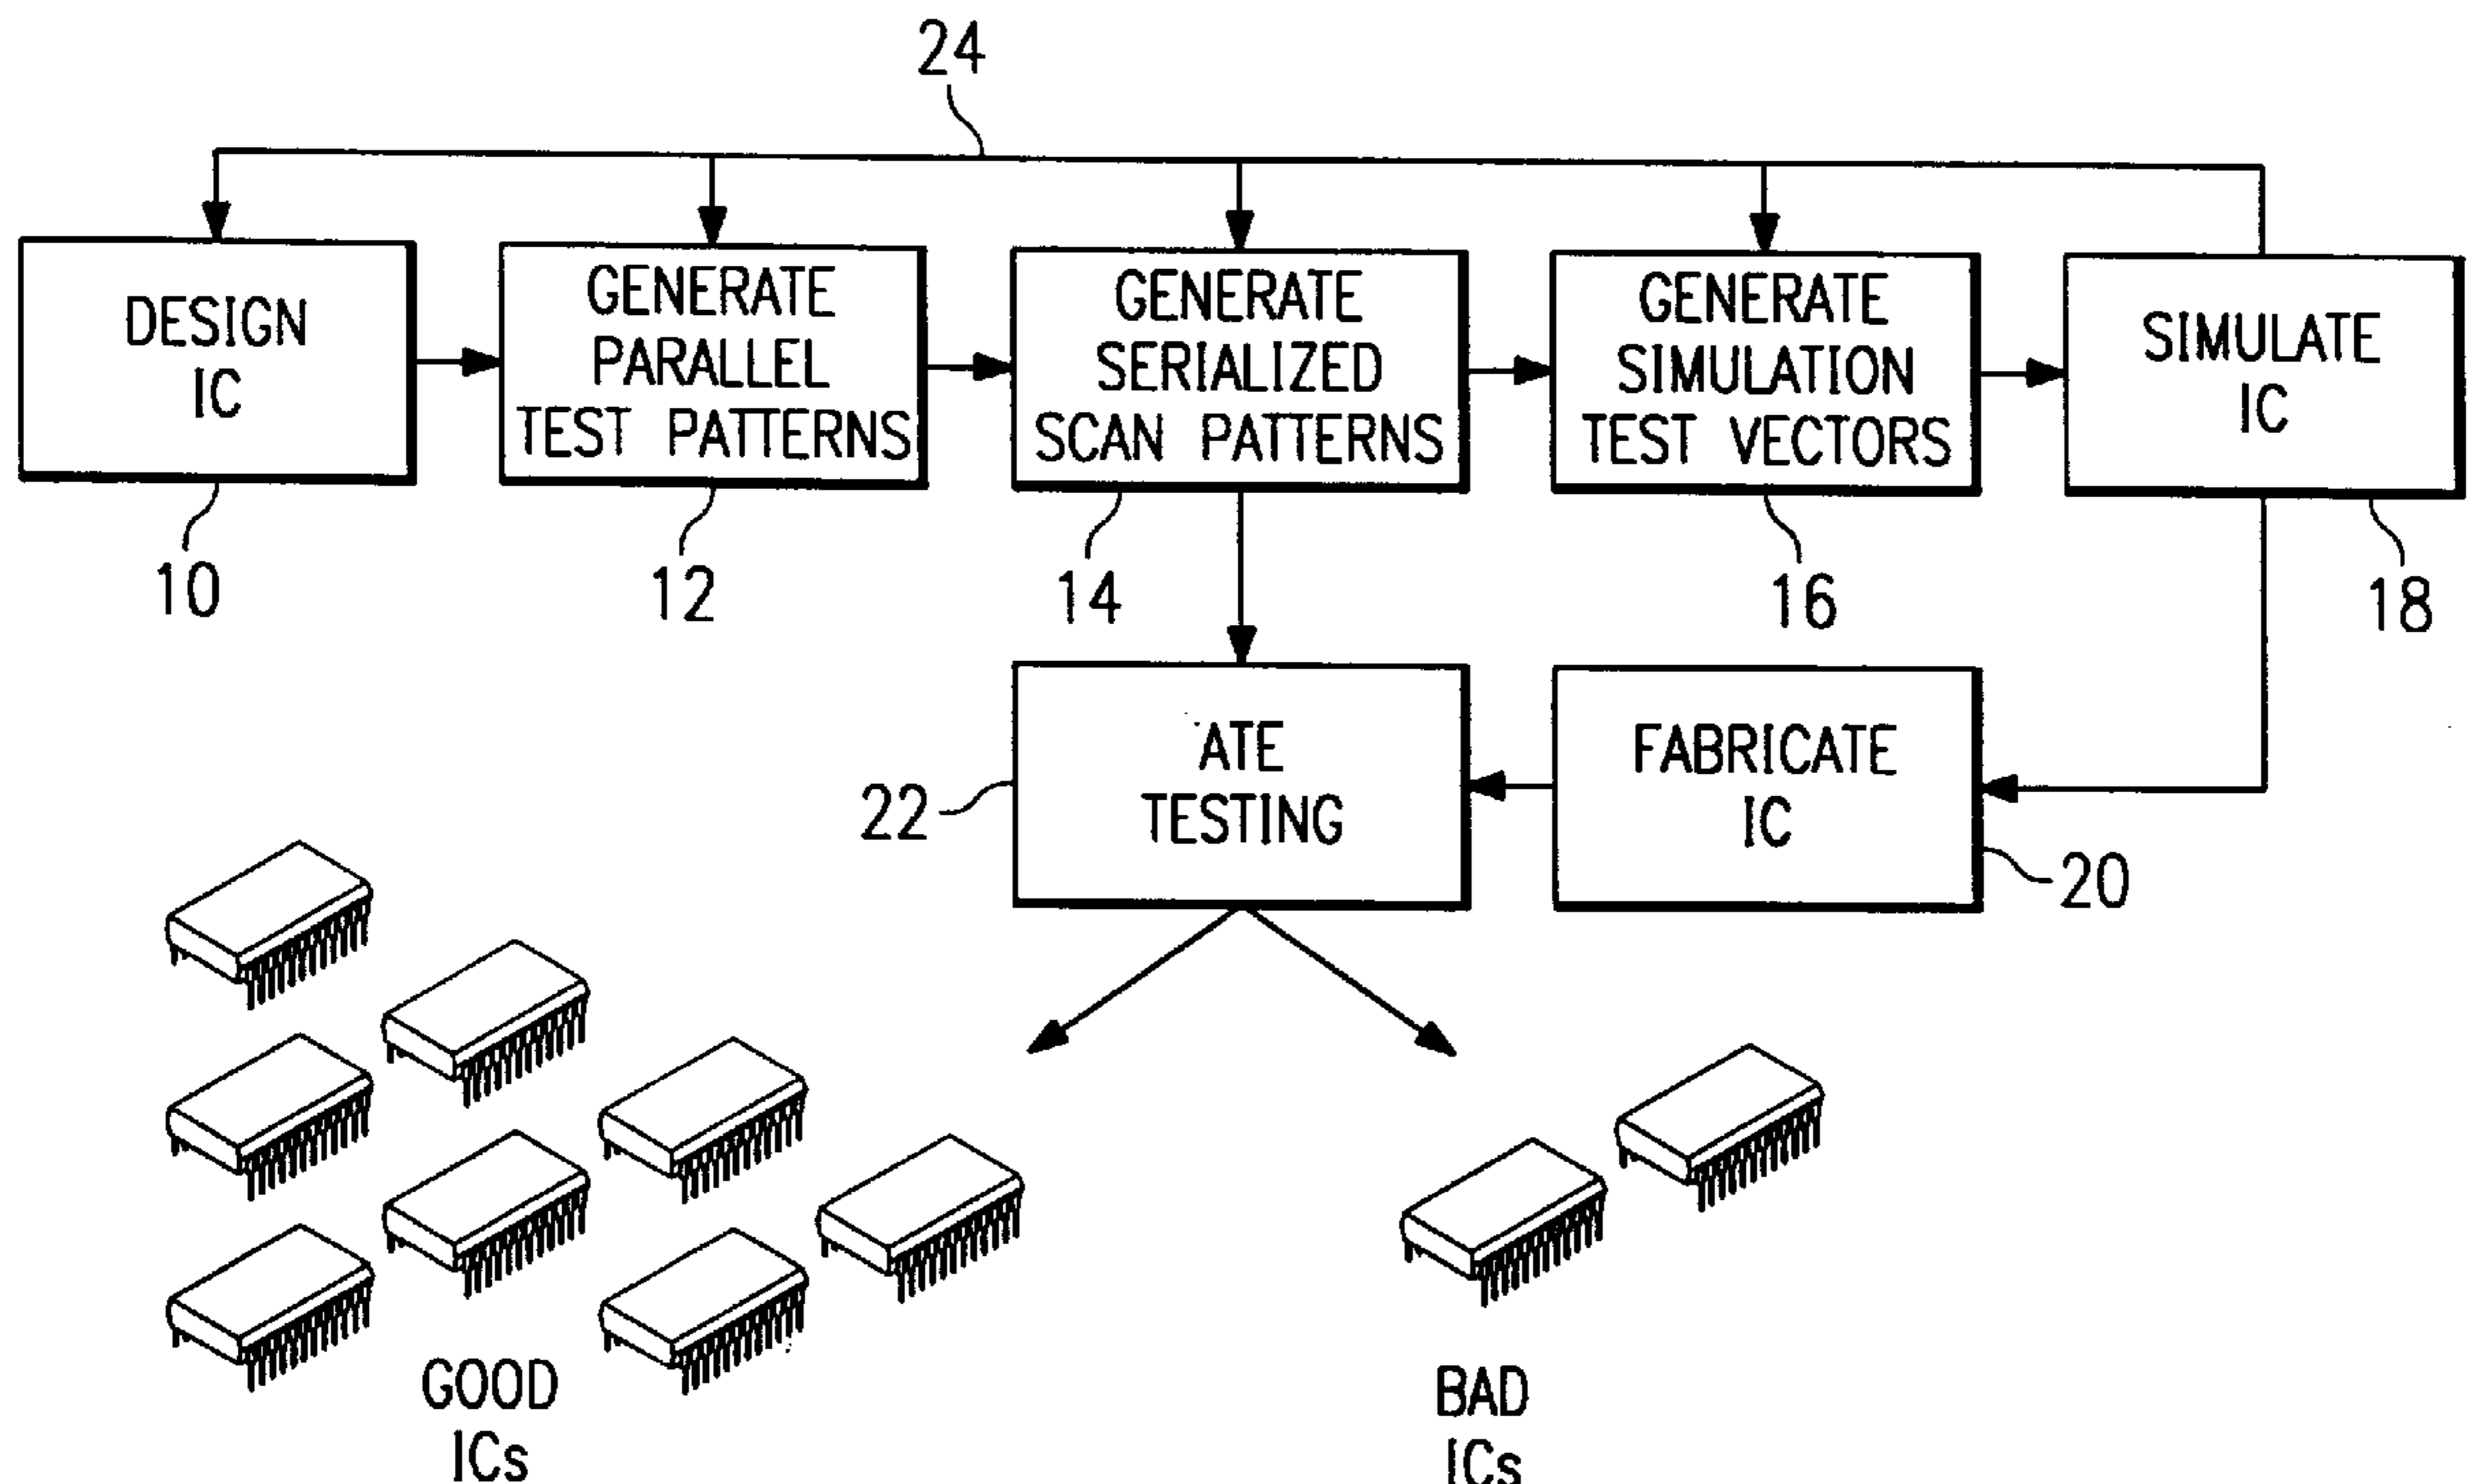 24
DESIGN
IC
GENERATE
PARALLEL
TEST PATTERNS
GENERATE
SERIALIZED
SCAN PATTERNS
GENERATE
SIMULATION
TEST VECTORS
SIMULATE
IC
10
12
14
16
18
ATE
TESTING
FABRICATE
IC
22
20
GOOD
ICs
BAD
ICs